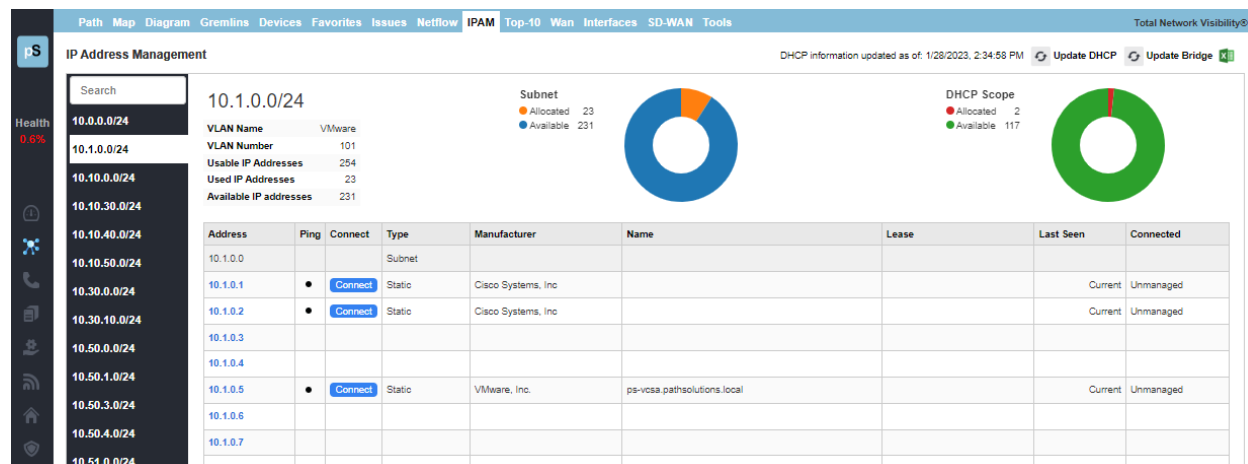 Path Map Diagram Gremlins Devices Favorites Issues Netflow IPAM Top-10 Wan Interfaces SD-WAN Tools Total Network Visibility®
pS
IP Address Management
DHCP information updated as of: 1/28/2023, 2:34:58 PM Update DHCP Update Bridge
Health
0.6%
Search
10.0.0.0/24
10.1.0.0/24
10.10.0.0/24
10.10.30.0/24
10.10.40.0/24
10.10.50.0/24
10.30.0.0/24
10.30.10.0/24
10.50.0.0/24
10.50.1.0/24
10.50.3.0/24
10.50.4.0/24
10.51.0.0/24
10.1.0.0/24
VLAN Name VMware
VLAN Number 101
Usable IP Addresses 254
Used IP Addresses 23
Available IP addresses 231
Subnet
Allocated 23
Available 231
DHCP Scope
Allocated 2
Available 117
Address Ping Connect Type Manufacturer Name Lease Last Seen Connected
10.1.0.0 Subnet
10.1.0.1 Connect Static Cisco Systems, Inc Current Unmanaged
10.1.0.2 Connect Static Cisco Systems, Inc Current Unmanaged
10.1.0.3
10.1.0.4
10.1.0.5 Connect Static VMware, Inc. ps-vcsa.pathsolutions.local Current Unmanaged
10.1.0.6
10.1.0.7